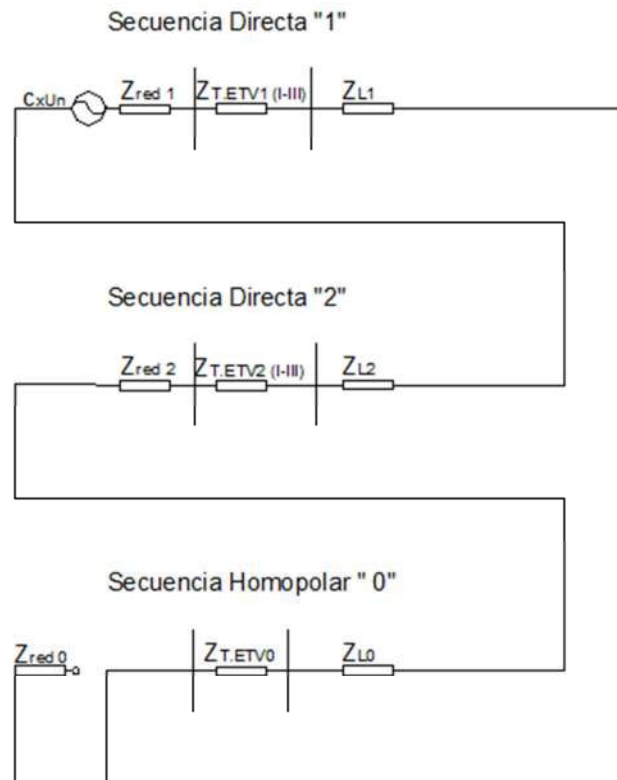 Secuencia Directa "1"
CxUn Zred 1 ZT.ETV1 (I-III) ZL1
Secuencia Directa "2"
Zred 2 ZT.ETV2 (I-III) ZL2
Secuencia Homopolar " 0"
Zred 0 ZT.ETV0 ZL0